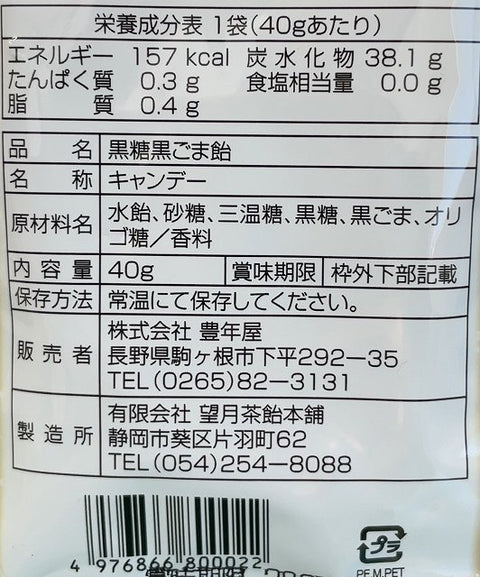 栄養成分表 1袋(40gあたり)
エネルギー 157 kcal 炭水化物 38.1 g
たんぱく質 0.3 g 食塩相当量 0.0 g
脂質 0.4 g
品名 黒糖黒ごま飴
名称 キャンデー
原材料名 水飴、砂糖、三温糖、黒糖、黒ごま、オリ
ゴ糖/香料
内容量 40g 賞味期限 枠外下部記載
保存方法 常温にて保存してください。
販売者 株式会社 豊年屋
長野県駒ヶ根市下平292-35
TEL(0265)82-3131
製造所 有限会社 望月茶飴本舗
静岡市葵区片羽町62
TEL(054)254-8088
プラ
4 976866 800022
PE,M,PET
賞味期限